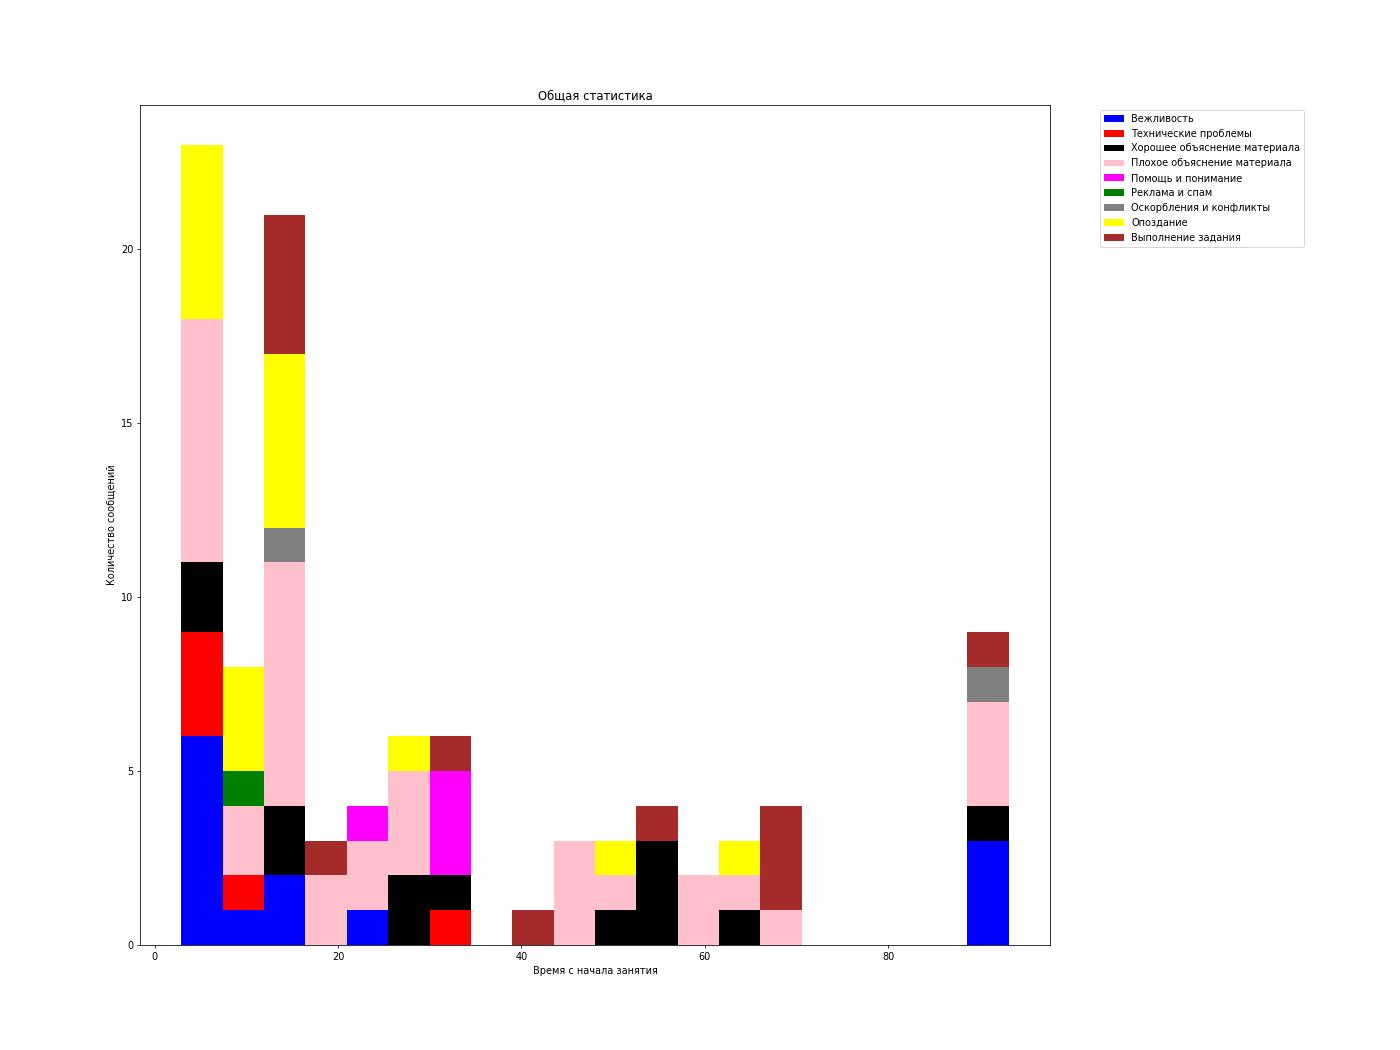 Общая статистика
Вежливость
Технические проблемы
Хорошее объяснение материала
Плохое объяснение материала
Помощь и понимание
Реклама и спам
Оскорбления и конфликты
Опоздание
Выполнение задания
Количество сообщений
20
15
10
5
0
0 20 40 60 80
Время с начала занятия